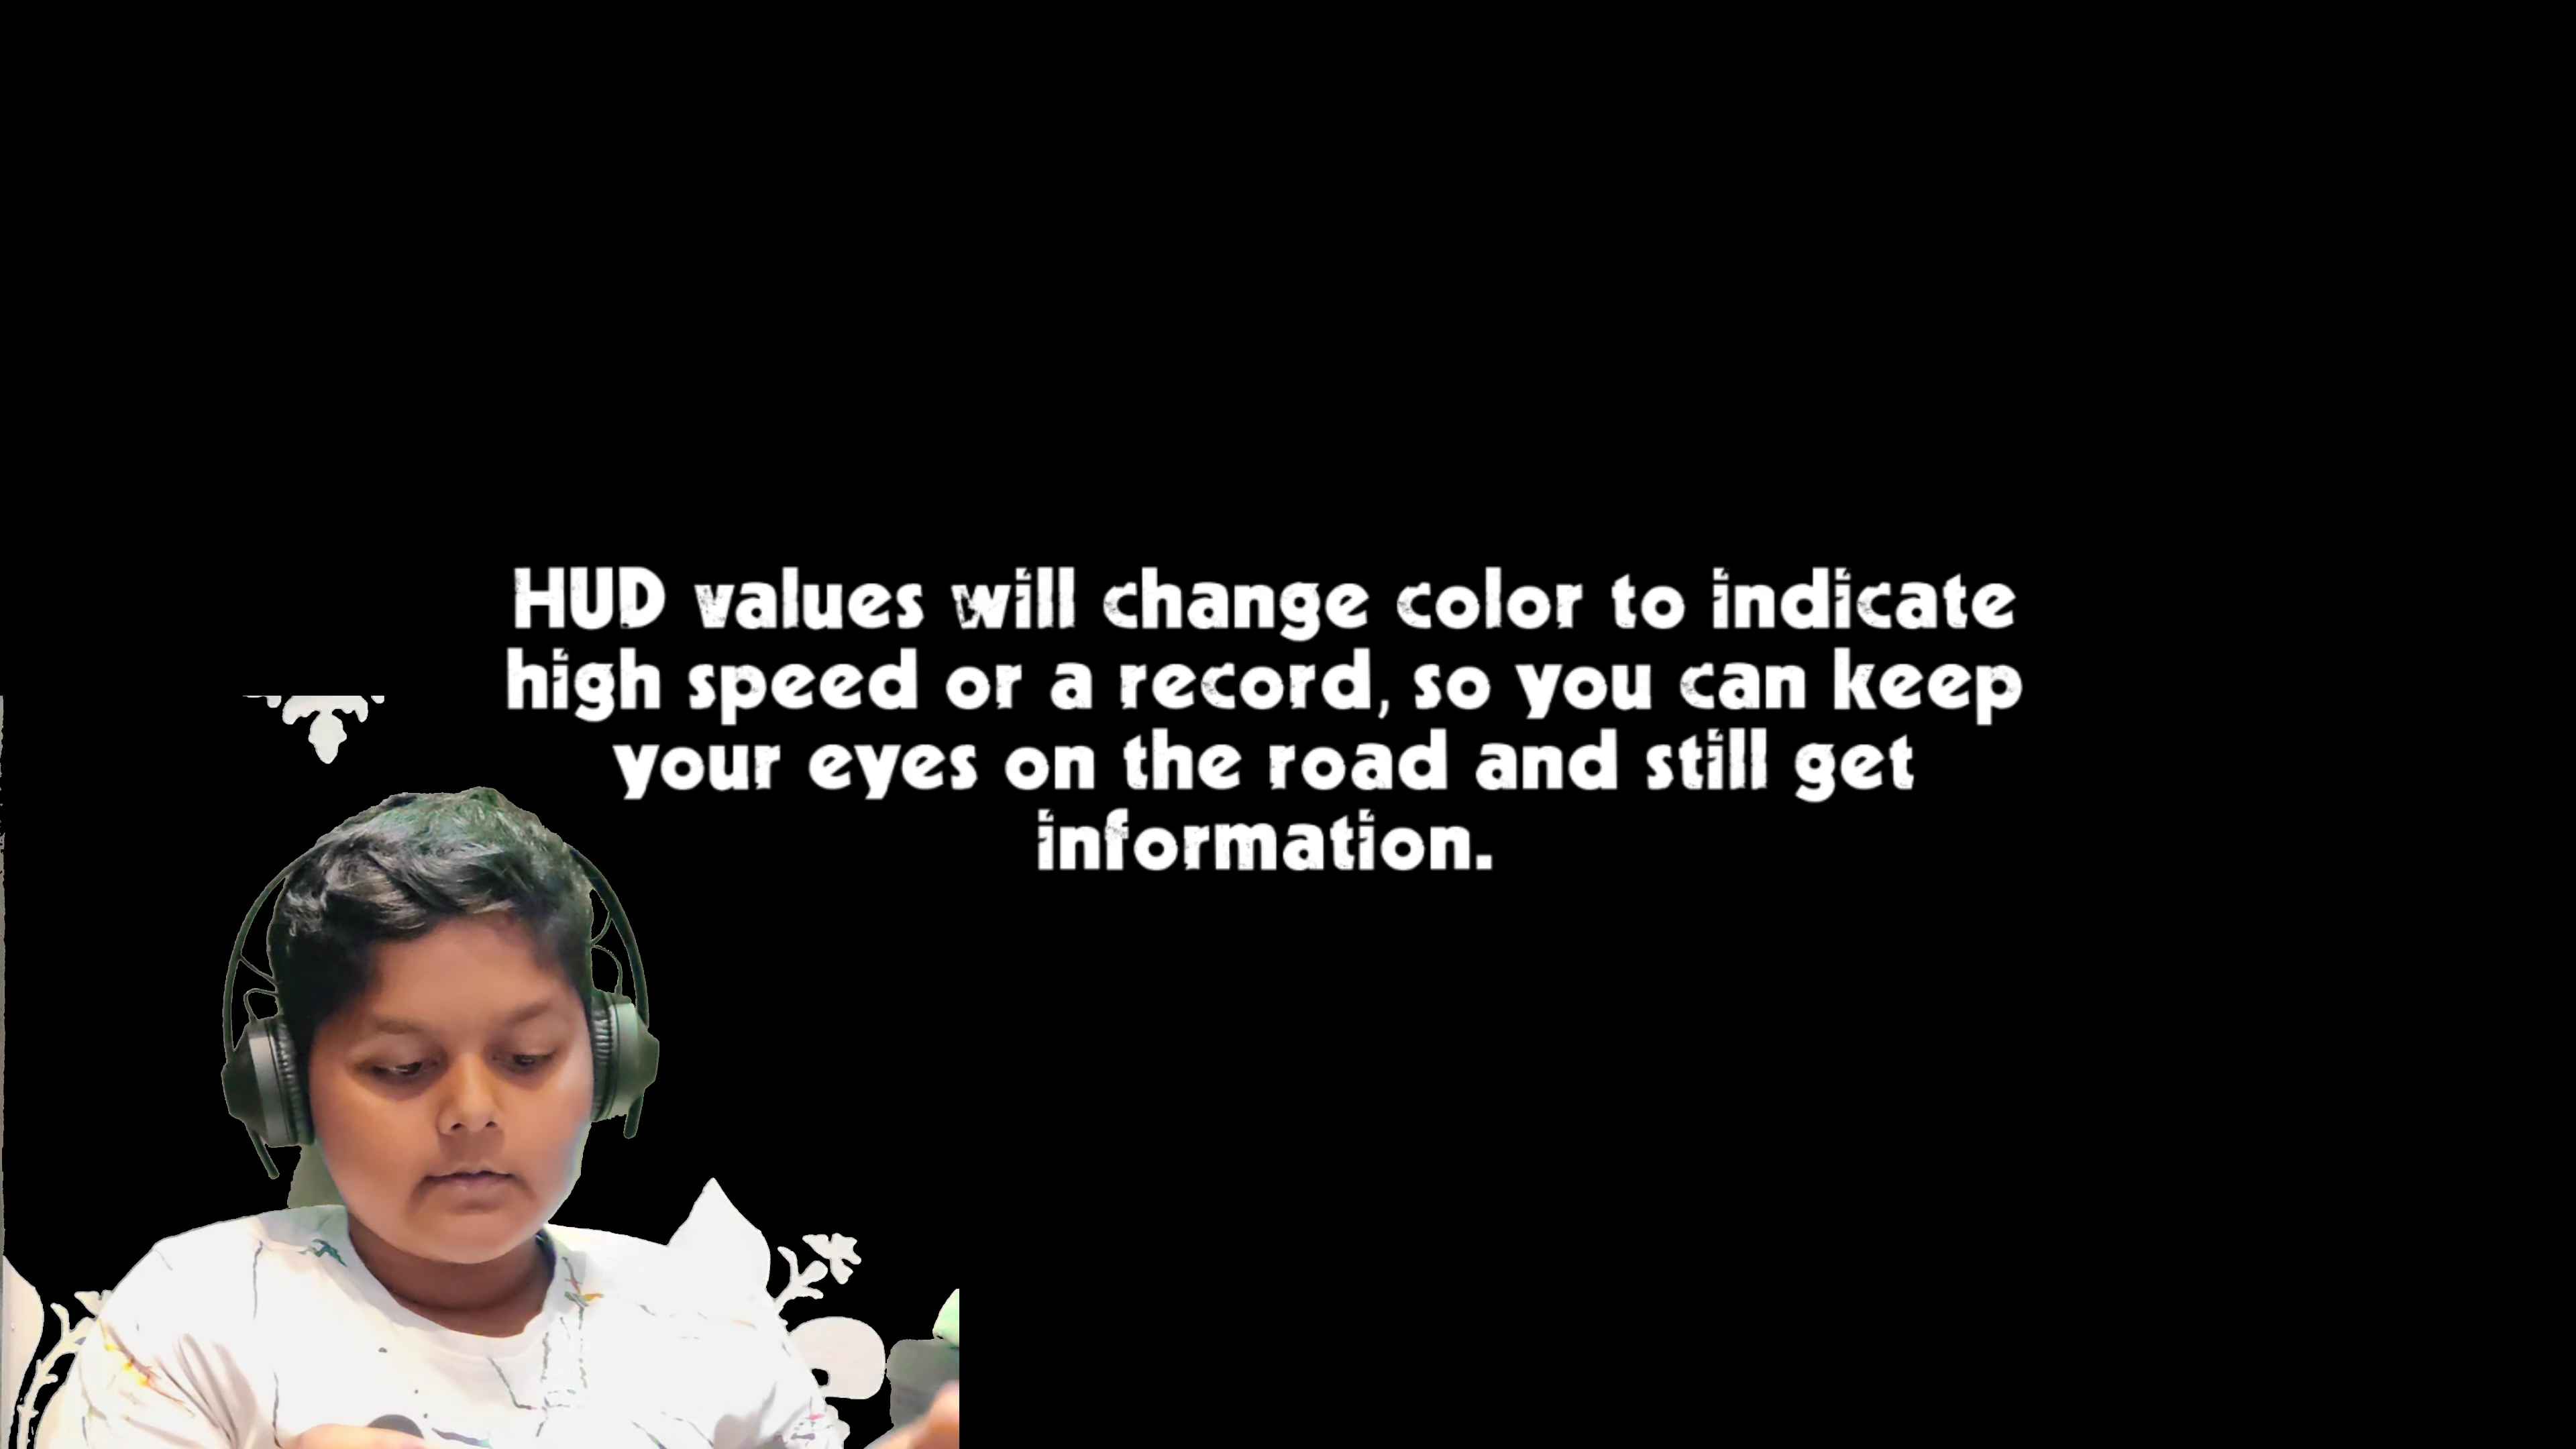 HUD values will change color to indicate
high speed or a record, so you can keep
your eyes on the road and still get
information.